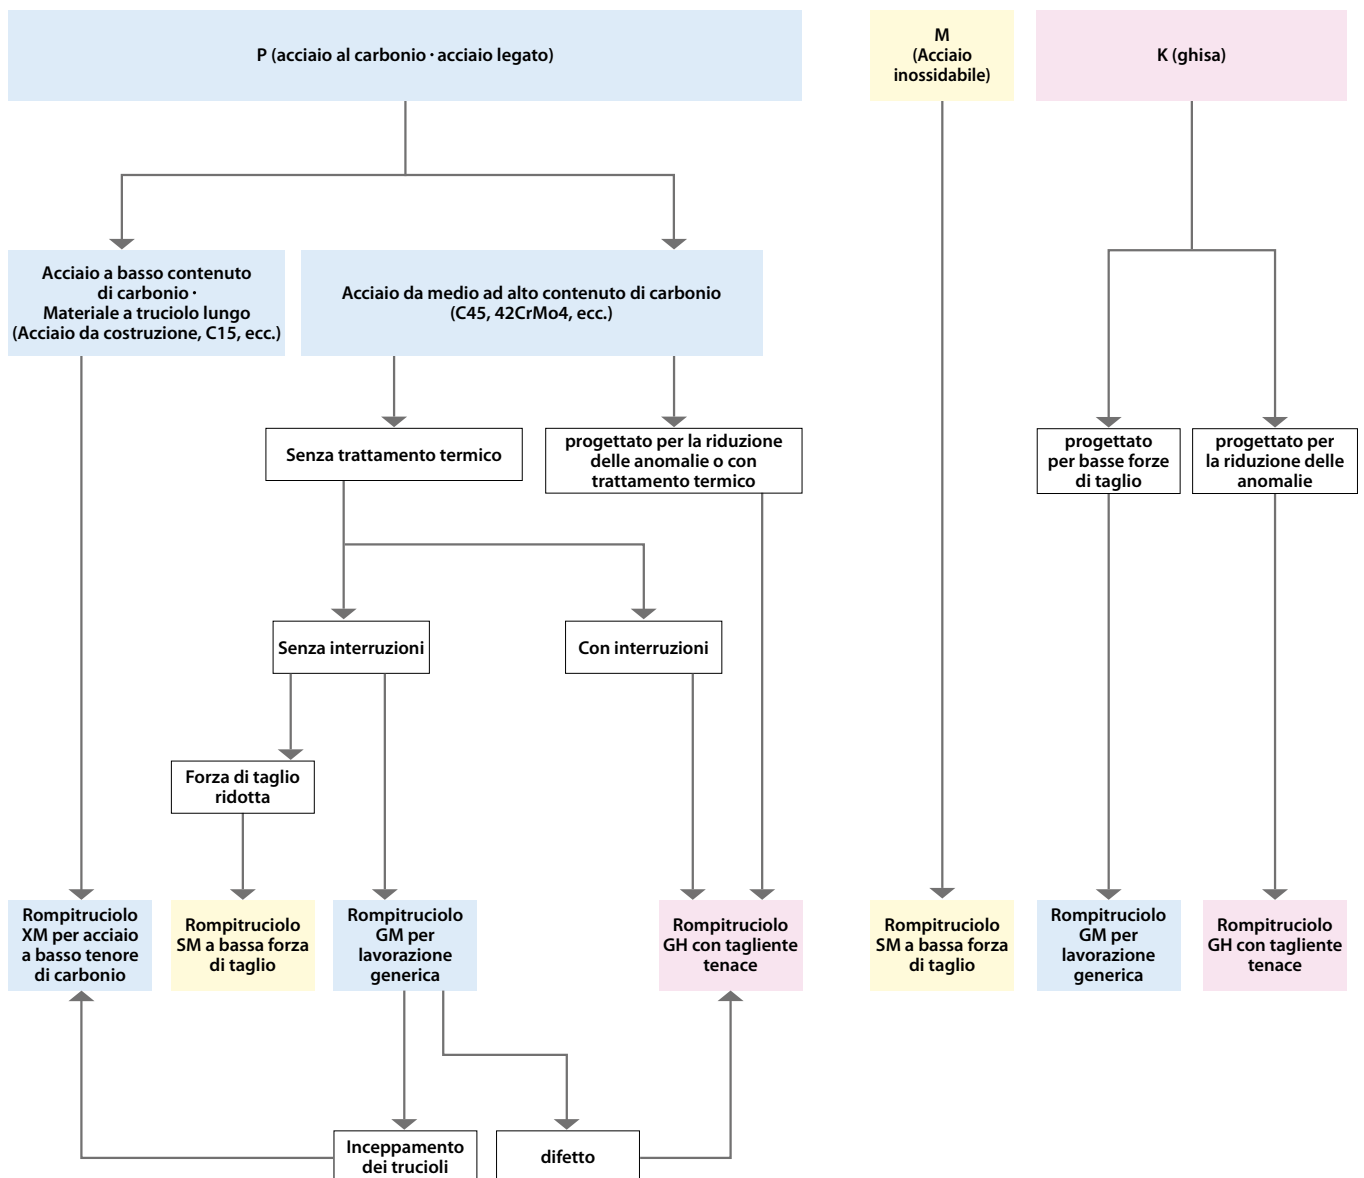 P (acciaio al carbonio · acciaio legato)
M
(Acciaio
inossidabile)
K (ghisa)
Acciaio a basso contenuto
di carbonio ·
Materiale a truciolo lungo
(Acciaio da costruzione, C15, ecc.)
Acciaio da medio ad alto contenuto di carbonio
(C45, 42CrMo4, ecc.)
Senza trattamento termico
progettato per la riduzione
delle anomalie o con
trattamento termico
progettato
per basse forze
di taglio
progettato per
la riduzione delle
anomalie
Senza interruzioni
Con interruzioni
Forza di taglio
ridotta
Rompitruciolo
XM per acciaio
a basso tenore
di carbonio
Rompitruciolo
SM a bassa forza
di taglio
Rompitruciolo
GM per
lavorazione
generica
Rompitruciolo
GH con tagliente
tenace
Rompitruciolo
SM a bassa forza
di taglio
Rompitruciolo
GM per
lavorazione
generica
Rompitruciolo
GH con tagliente
tenace
Inceppamento
dei trucioli
difetto